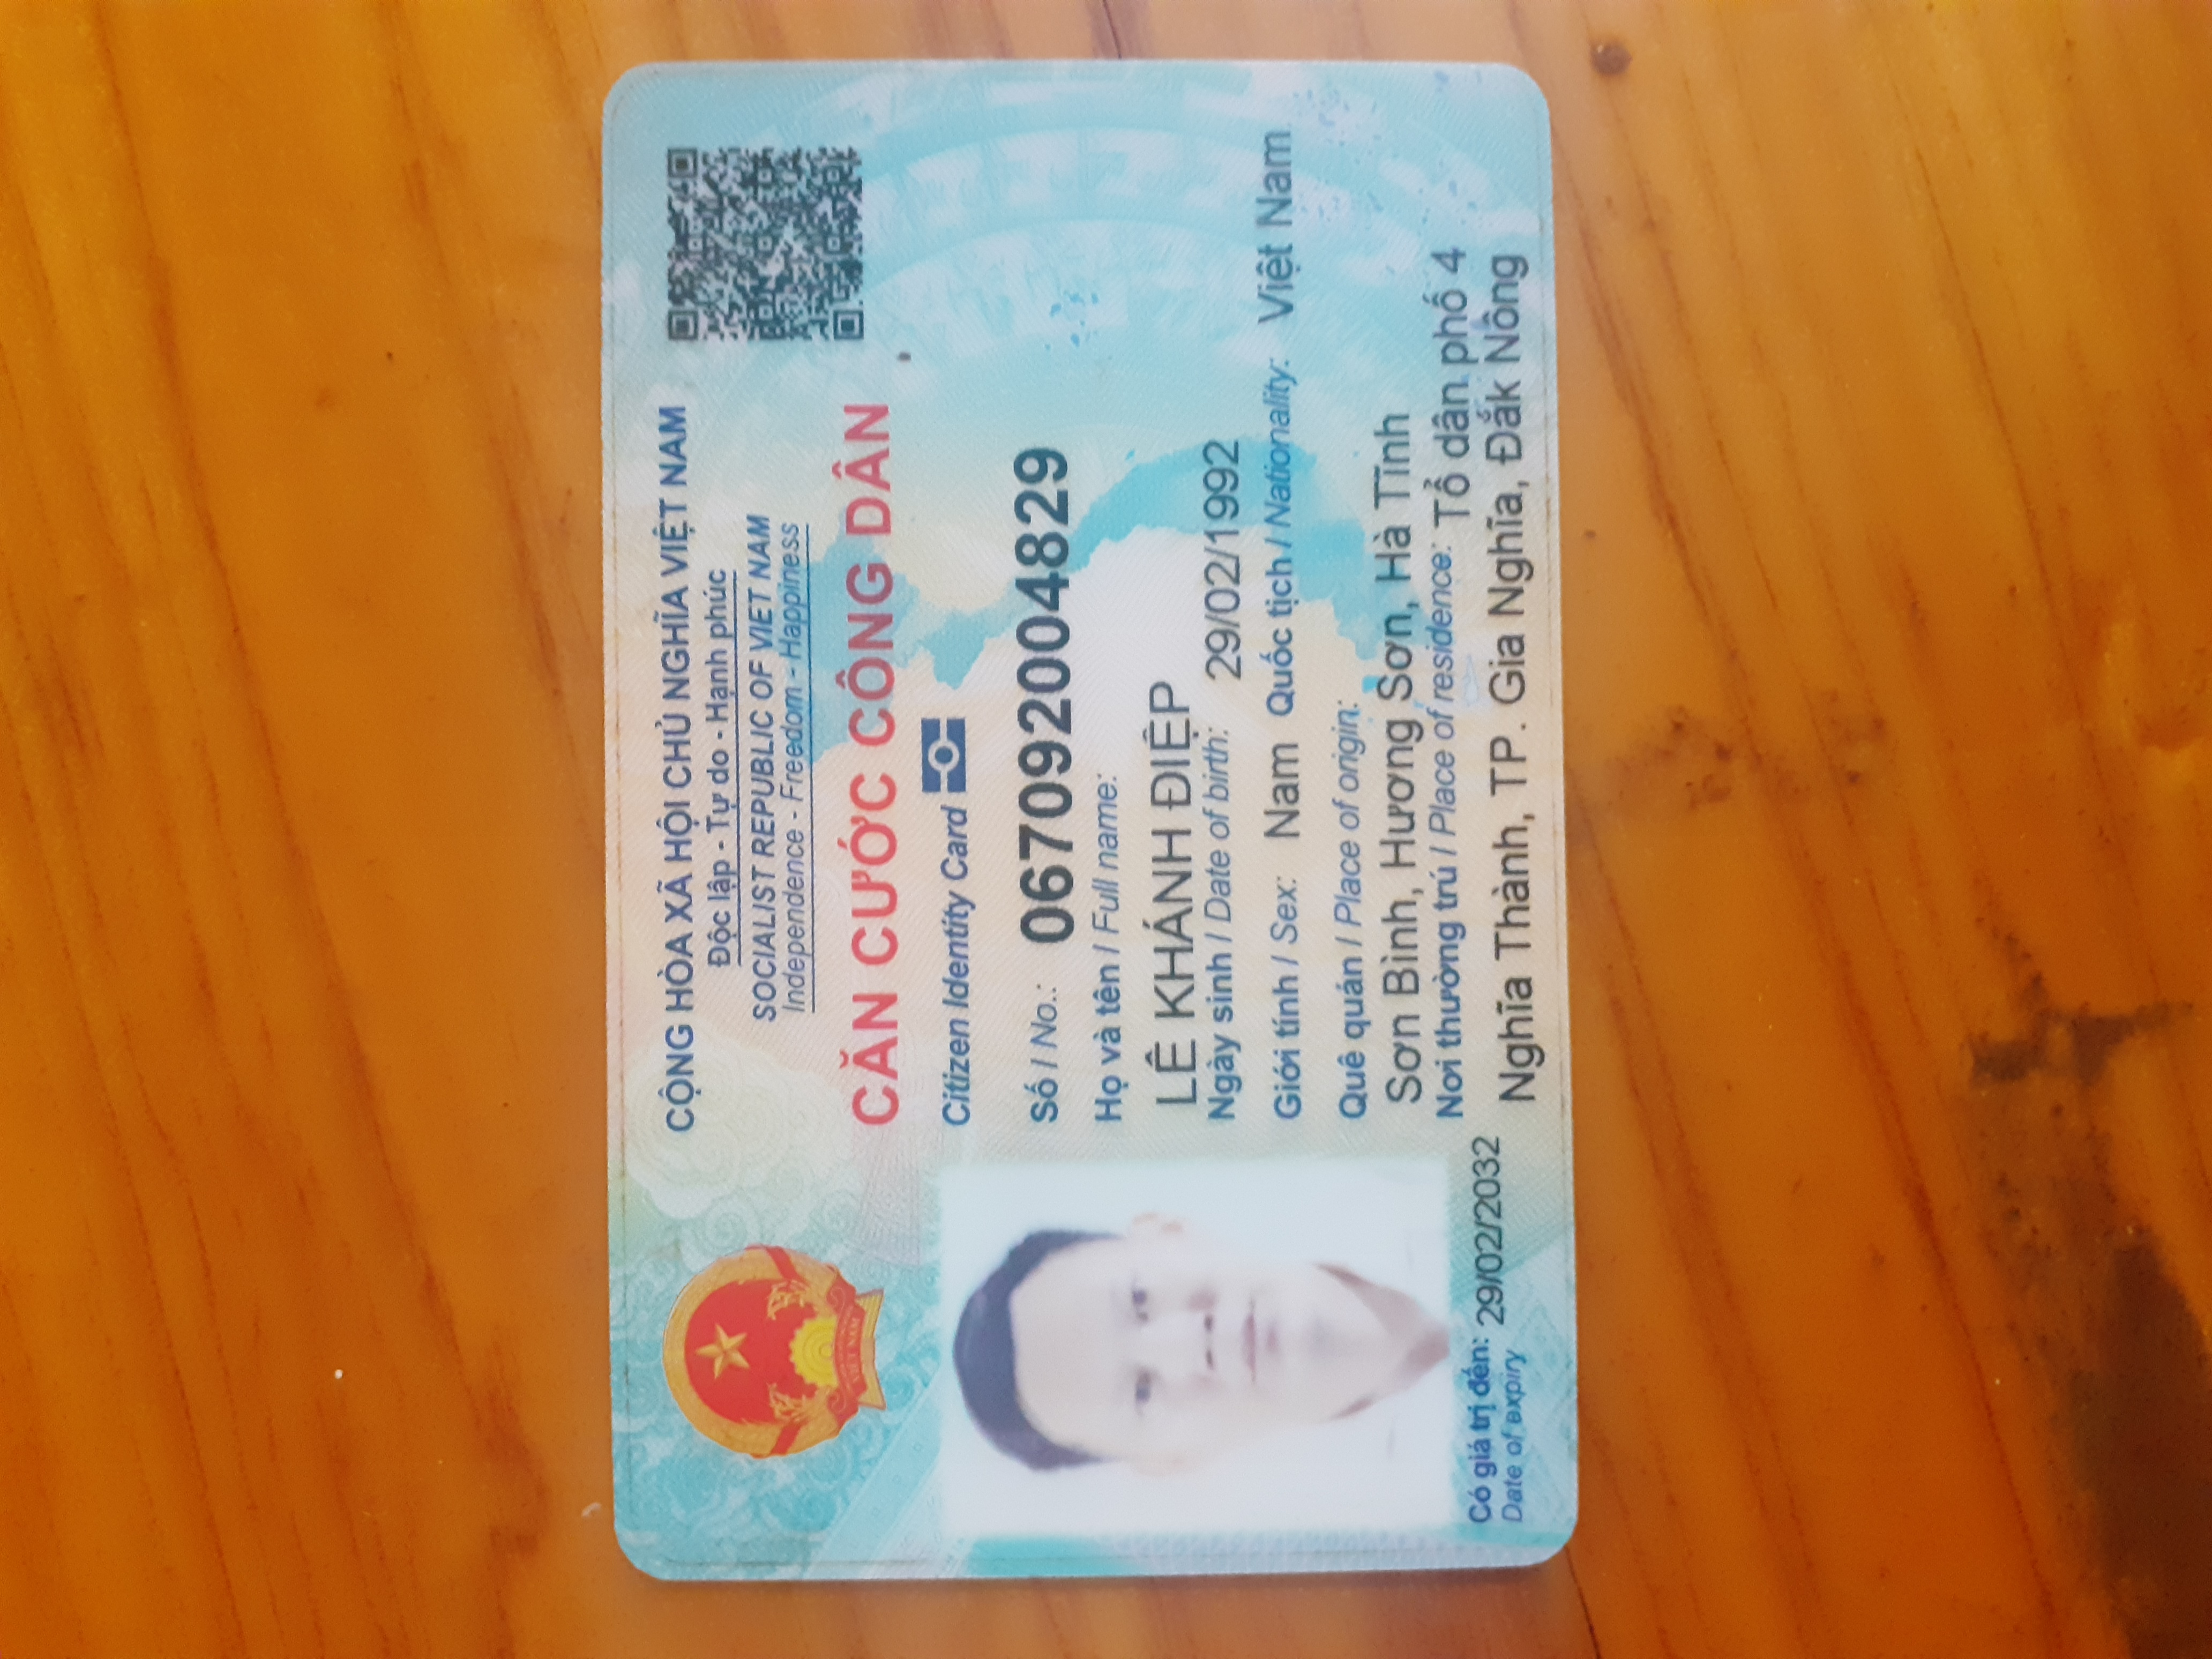 CỘNG HÒA XÃ HỘI CHỦ NGHĨA VIỆT NAM
Độc lập - Tự do - Hạnh phúc
SOCIALIST REPUBLIC OF VIET NAM
Independence - Freedom - Happiness
CĂN CƯỚC CÔNG DÂN
Citizen Identity Card
Số / No.: 067092004829
Họ và tên / Full name:
LÊ KHÁNH ĐIỆP
Ngày sinh / Date of birth: 29/02/1992
Giới tính / Sex: Nam Quốc tịch / Nationality: Việt Nam
Quê quán / Place of origin:
Sơn Bình, Hương Sơn, Hà Tĩnh
Nơi thường trú / Place of residence: Tổ dân phố 4
Nghĩa Thành, TP. Gia Nghĩa, Đắk Nông
Có giá trị đến: 29/02/2032
Date of expiry